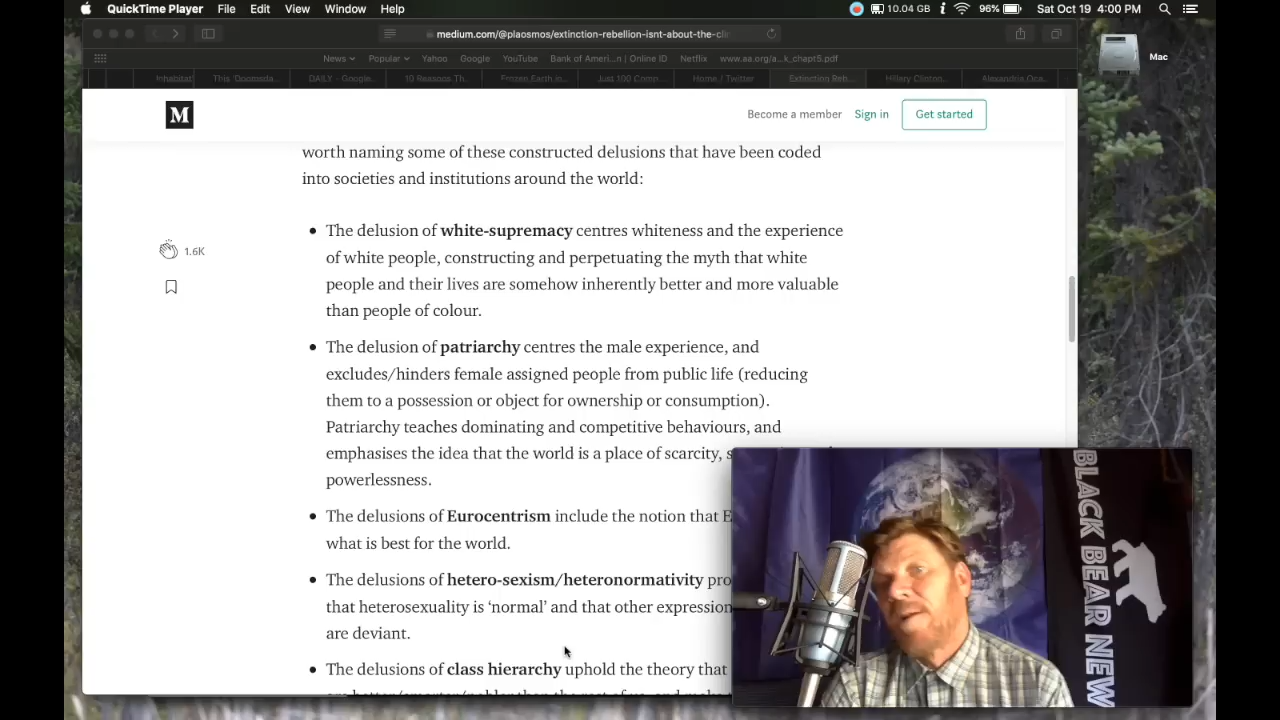 QuickTime Player File Edit View Window Help 10.04 GB 96% Sat Oct 19 4:00 PM
medium.com/@plaosmos/extinction-rebellion-isnt-about-the-cli
Mac
News Popular Yahoo Google YouTube Bank of Ameri...n | Online ID Netflix www.aa.org/a...k_chapt5.pdf
Inhabitat' This 'Doomsda... DAILY - Google... 10 Reasons Th... Frozen Earth in... Just 100 Comp... Home / Twitter Extincting Reb... Hillary Clinton... Alexandria Oca...
M Become a member Sign in Get started
worth naming some of these constructed delusions that have been coded
into societies and institutions around the world:
• The delusion of white-supremacy centres whiteness and the experience
of white people, constructing and perpetuating the myth that white
1.6K
people and their lives are somehow inherently better and more valuable
than people of colour.
• The delusion of patriarchy centres the male experience, and
excludes/hinders female assigned people from public life (reducing
them to a possession or object for ownership or consumption).
Patriarchy teaches dominating and competitive behaviours, and
emphasises the idea that the world is a place of scarcity, s
powerlessness.
• The delusions of Eurocentrism include the notion that E
what is best for the world.
• The delusions of hetero-sexism/heteronormativity pro
that heterosexuality is ‘normal’ and that other expression
are deviant.
• The delusions of class hierarchy uphold the theory that
BLACK BEAR NEW